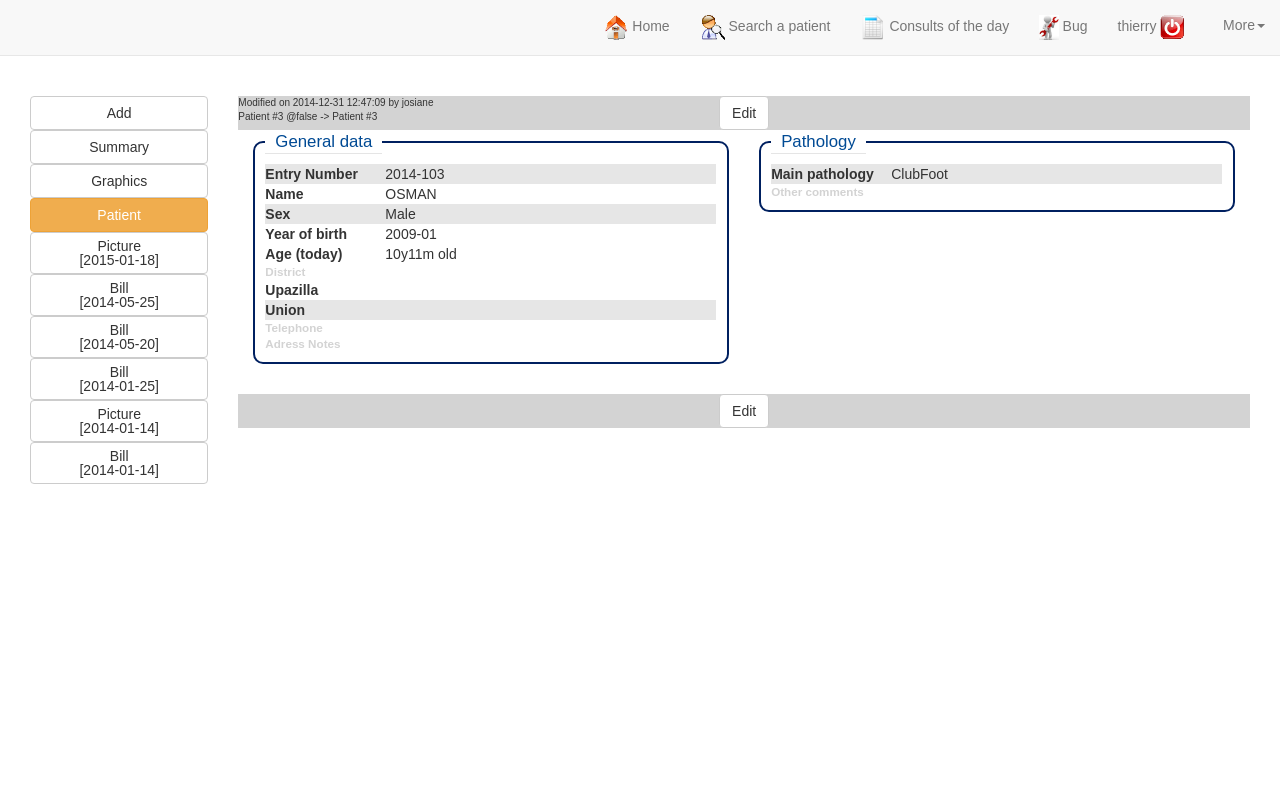 Home
Search a patient
Consults of the day
Bug
thierry
More
Add
Summary
Graphics
Patient
Picture
[2015-01-18]
Bill
[2014-05-25]
Bill
[2014-05-20]
Bill
[2014-01-25]
Picture
[2014-01-14]
Bill
[2014-01-14]
Modified on 2014-12-31 12:47:09 by josiane
Patient #3 @false -> Patient #3
Edit
General data
Entry Number 2014-103
Name OSMAN
Sex Male
Year of birth 2009-01
Age (today) 10y11m old
District
Upazilla
Union
Telephone
Adress Notes
Pathology
Main pathology ClubFoot
Other comments
Edit